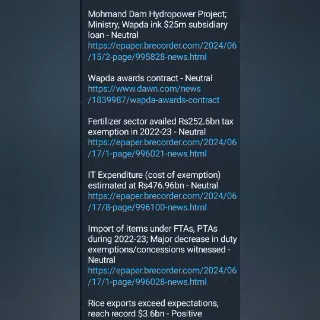 Mohmand Dam Hydropower Project;
Ministry, Wapda ink $25m subsidiary
loan - Neutral
https://epaper.brecorder.com/2024/06
/15/2-page/995828-news.html
Wapda awards contract - Neutral
https://www.dawn.com/news
/1839987/wapda-awards-contract
Fertilizer sector availed Rs252.6bn tax
exemption in 2022-23 - Neutral
https://epaper.brecorder.com/2024/06
/17/1-page/996021-news.html
IT Expenditure (cost of exemption)
estimated at Rs476.96bn - Neutral
https://epaper.brecorder.com/2024/06
/17/8-page/996100-news.html
Import of items under FTAs, PTAs
during 2022-23; Major decrease in duty
exemptions/concessions witnessed -
Neutral
https://epaper.brecorder.com/2024/06
/17/1-page/996028-news.html
Rice exports exceed expectations,
reach record $3.6bn - Positive